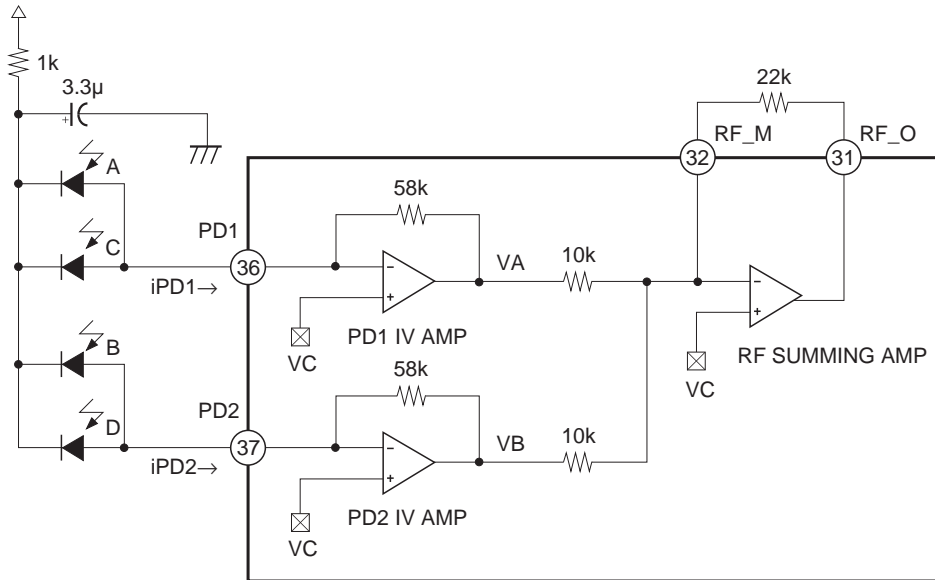 1k
3.3µ
+
22k
RF_M
RF_O
32
31
A
58k
PD1
C
VA
10k
36
iPD1→
−
+
−
+
VC
PD1 IV AMP
B
58k
VC
RF SUMMING AMP
PD2
D
VB
10k
37
iPD2→
−
+
VC
PD2 IV AMP